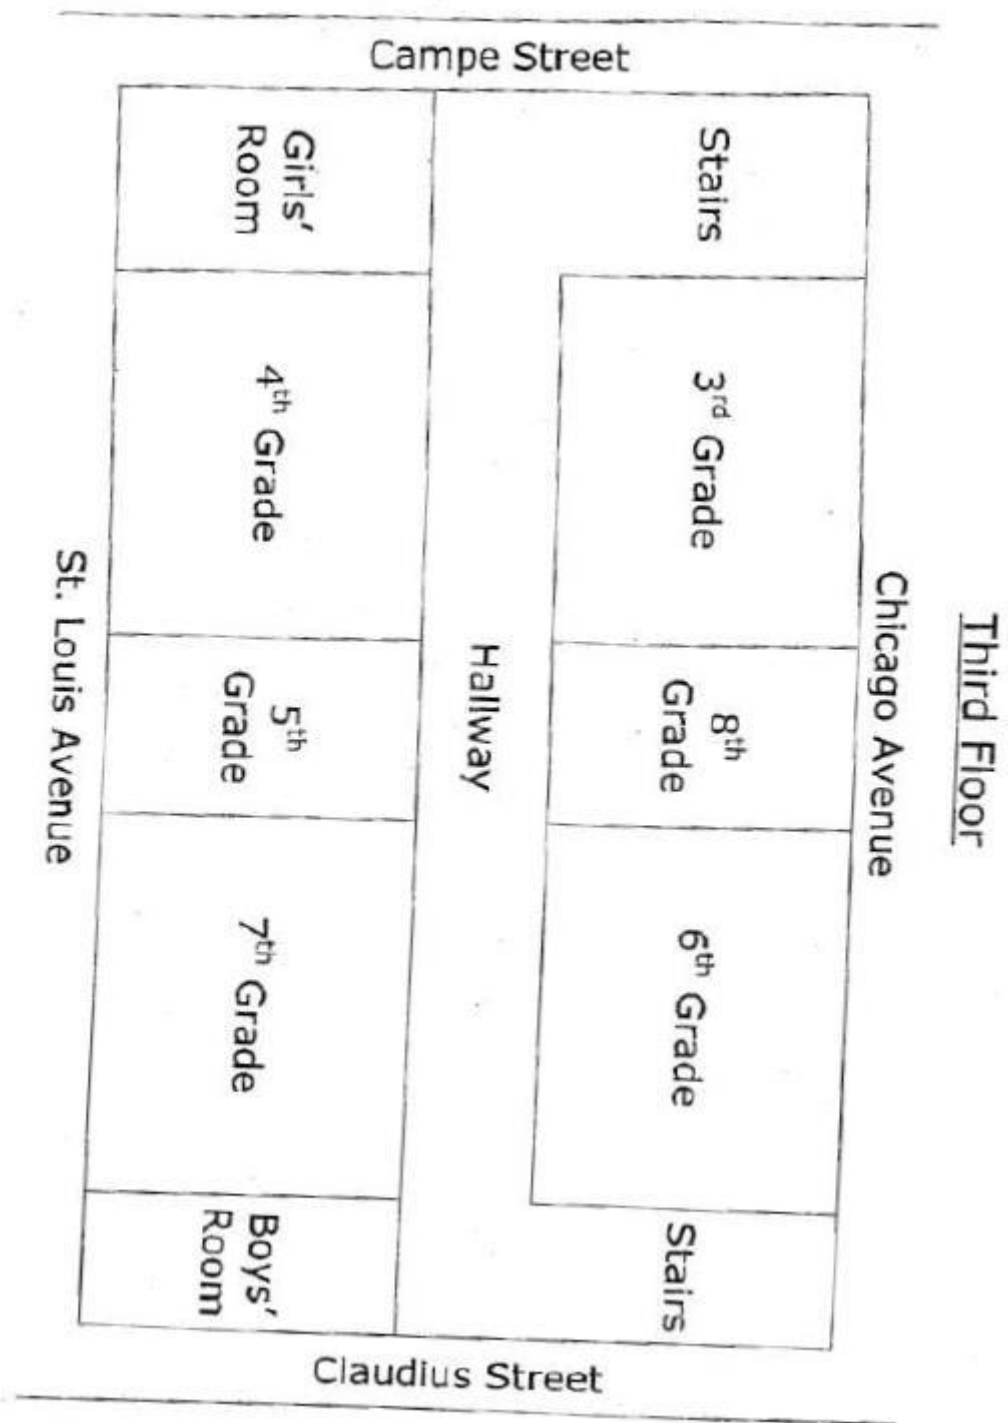 Third Floor
Campe Street
Chicago Avenue
Stairs
3rd Grade
8th
Grade
6th Grade
Stairs
Hallway
Girls'
Room
4th Grade
5th
Grade
7th Grade
Boys'
Room
St. Louis Avenue
Claudius Street